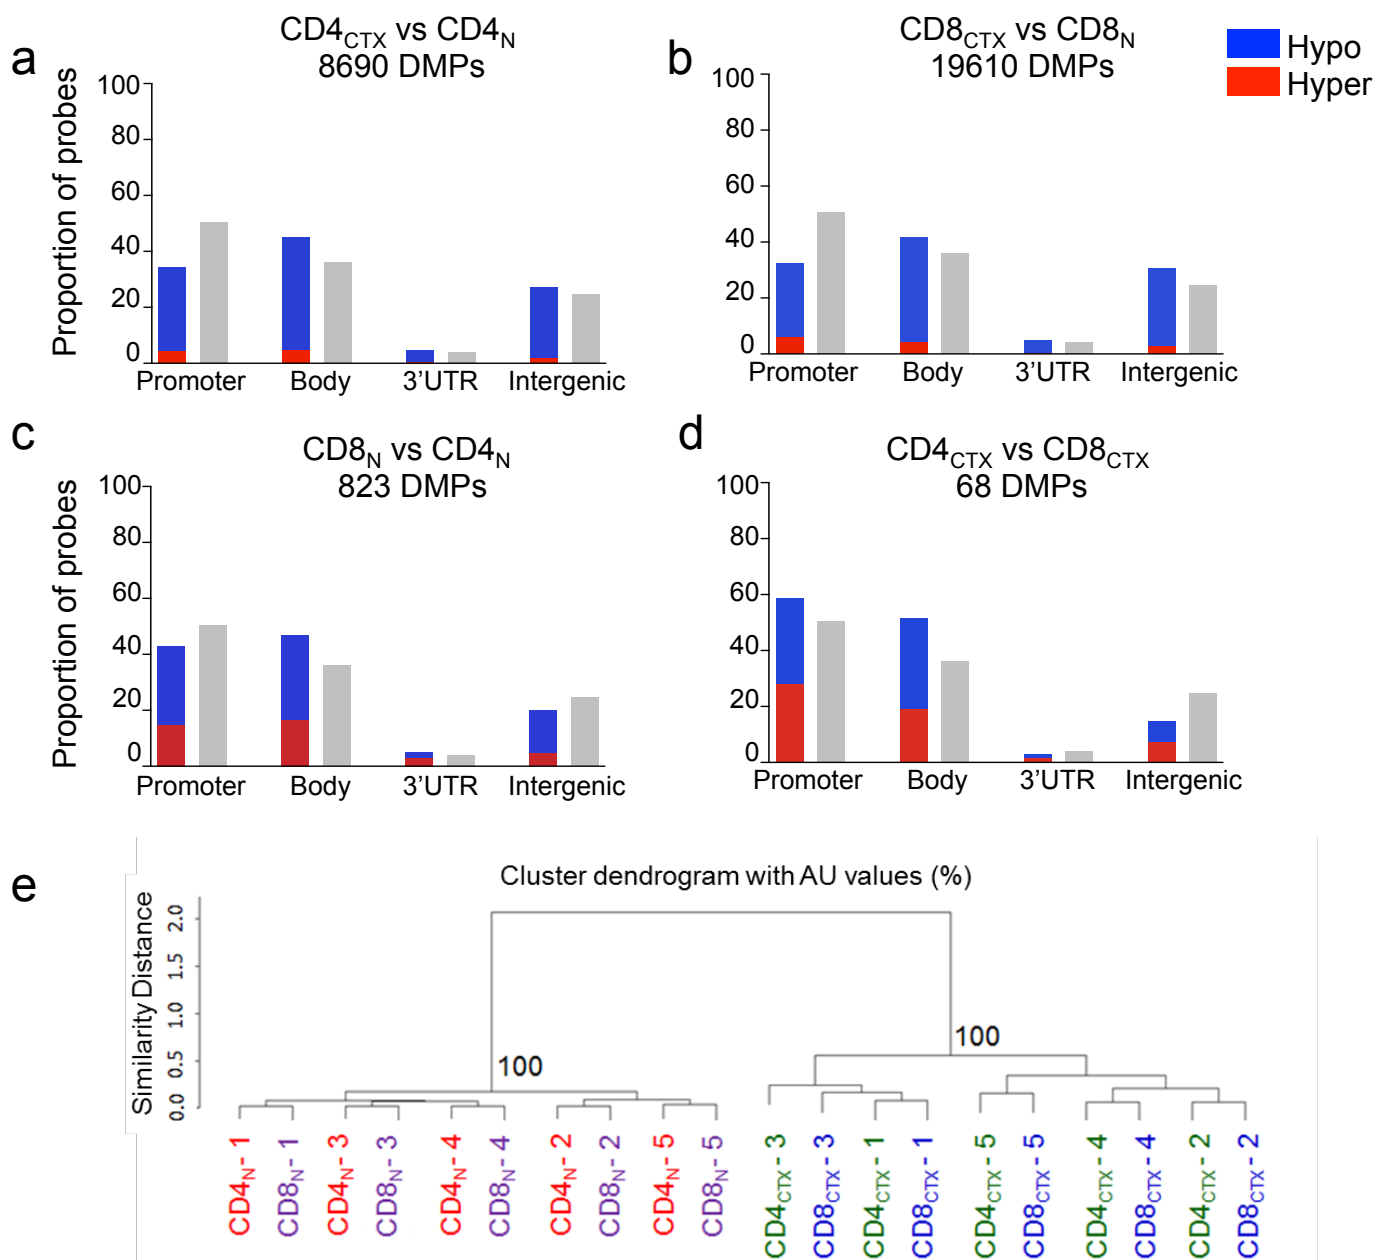 a
CD4CTX vs CD4N
8690 DMPs
Proportion of probes
100
80
60
40
20
0
Promoter Body 3'UTR Intergenic
b
CD8CTX vs CD8N
19610 DMPs
Hypo
Hyper
100
80
60
40
20
0
Promoter Body 3'UTR Intergenic
c
CD8N vs CD4N
823 DMPs
Proportion of probes
100
80
60
40
20
0
Promoter Body 3'UTR Intergenic
d
CD4CTX vs CD8CTX
68 DMPs
100
80
60
40
20
0
Promoter Body 3'UTR Intergenic
e
Cluster dendrogram with AU values (%)
Similarity Distance
2.0
1.5
1.0
0.5
0.0
100
100
CD4N - 1
CD8N - 1
CD4N - 3
CD8N - 3
CD4N - 4
CD8N - 4
CD4N - 2
CD8N - 2
CD4N - 5
CD8N - 5
CD4CTX - 3
CD8CTX - 3
CD4CTX - 1
CD8CTX - 1
CD4CTX - 5
CD8CTX - 5
CD4CTX - 4
CD8CTX - 4
CD4CTX - 2
CD8CTX - 2